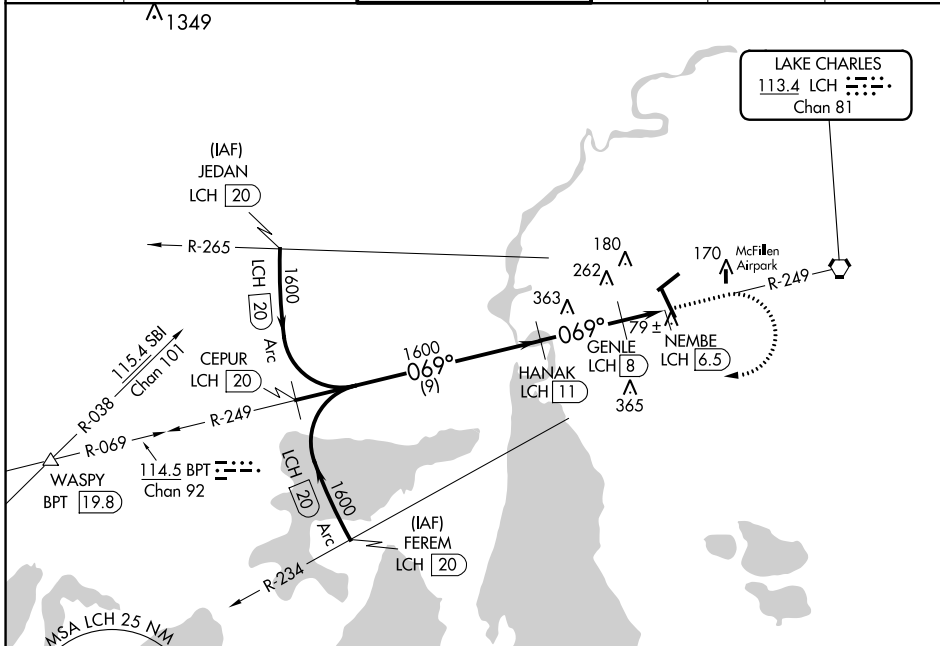 1349
LAKE CHARLES
113.4 LCH
Chan 81
(IAF)
JEDAN
LCH 20
R-265
1600
LCH 20 Arc
180
262
363
170
McFillen
Airpark
R-249
069°
79 ±
GENLE
LCH 8
NEMBE
LCH 6.5
365
HANAK
LCH 11
1600
069°
(9)
CEPUR
LCH 20
115.4 SBI
Chan 101
R-038
R-249
R-069
WASPY
BPT 19.8
114.5 BPT
Chan 92
LCH 20 Arc
1600
(IAF)
FEREM
LCH 20
R-234
MSA LCH 25 NM